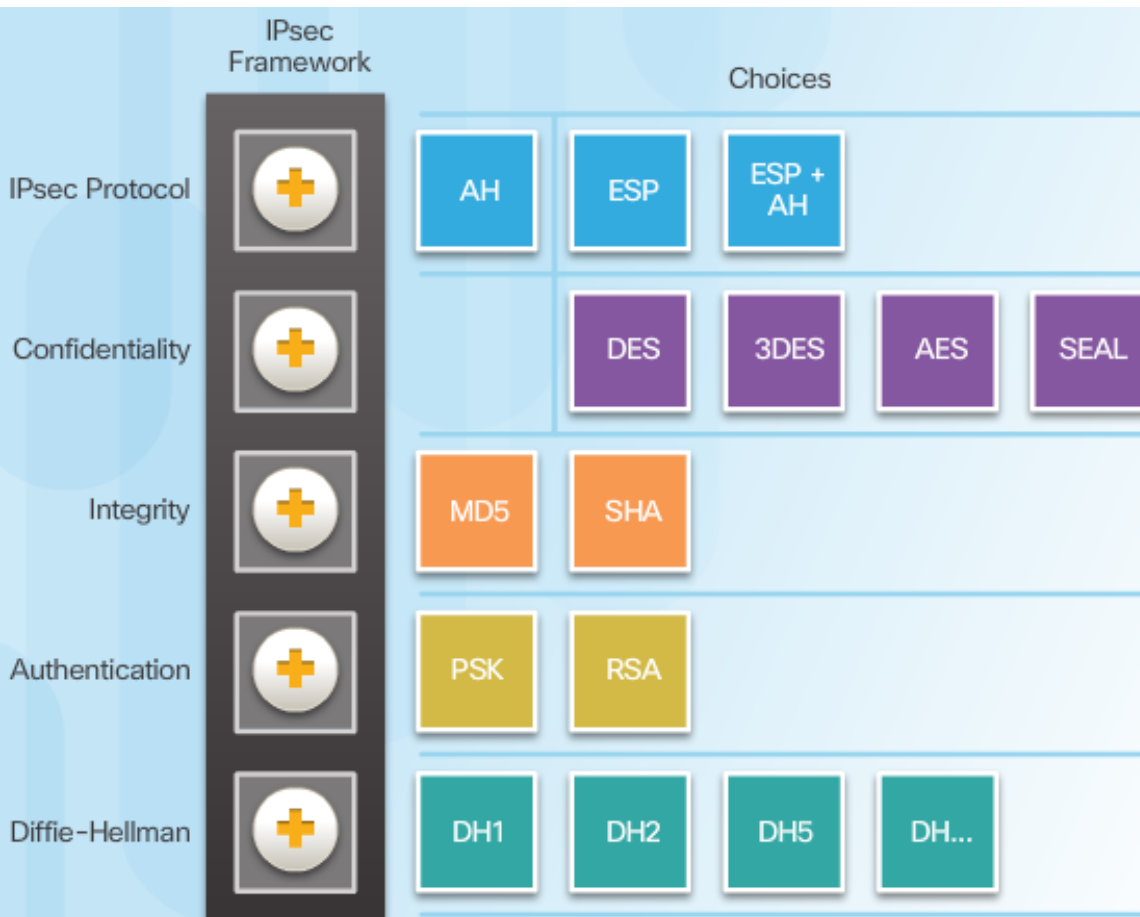 IPsec
Framework
Choices
IPsec Protocol
AH
ESP
ESP +
AH
Confidentiality
DES
3DES
AES
SEAL
Integrity
MD5
SHA
Authentication
PSK
RSA
Diffie-Hellman
DH1
DH2
DH5
DH...